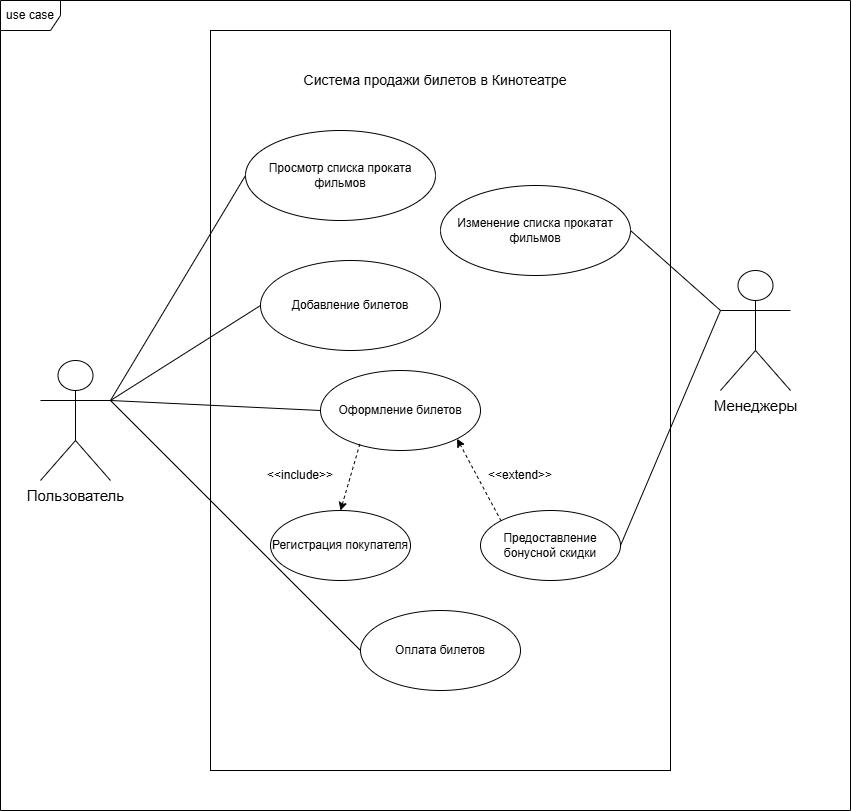 use case
Система продажи билетов в Кинотеатре
Просмотр списка проката
фильмов
Изменение списка прокатат
фильмов
Добавление билетов
Оформление билетов
Менеджеры
<<include>>
<<extend>>
Пользователь
Регистрация покупателя
Предоставление
бонусной скидки
Оплата билетов